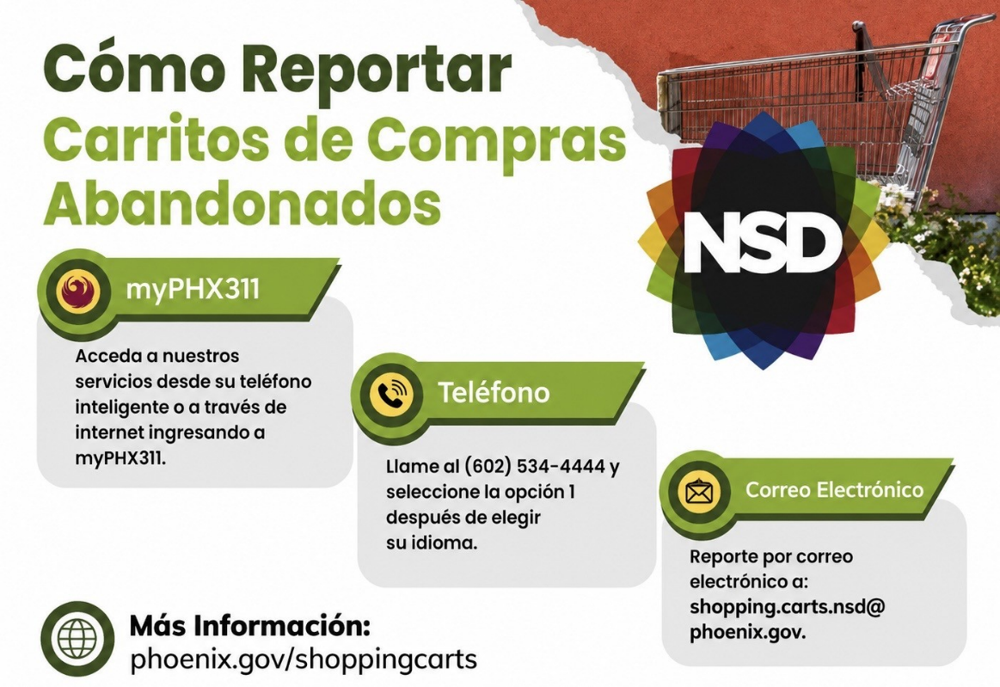 Cómo Reportar
Carritos de Compras
Abandonados
NSD
myPHX311
Acceda a nuestros
servicios desde su teléfono
inteligente o a través de
internet ingresando a
myPHX311.
Teléfono
Llame al (602) 534-4444 y
seleccione la opción 1
después de elegir
su idioma.
Correo Electrónico
Reporte por correo
electrónico a:
shopping.carts.nsd@
phoenix.gov.
Más Información:
phoenix.gov/shoppingcarts